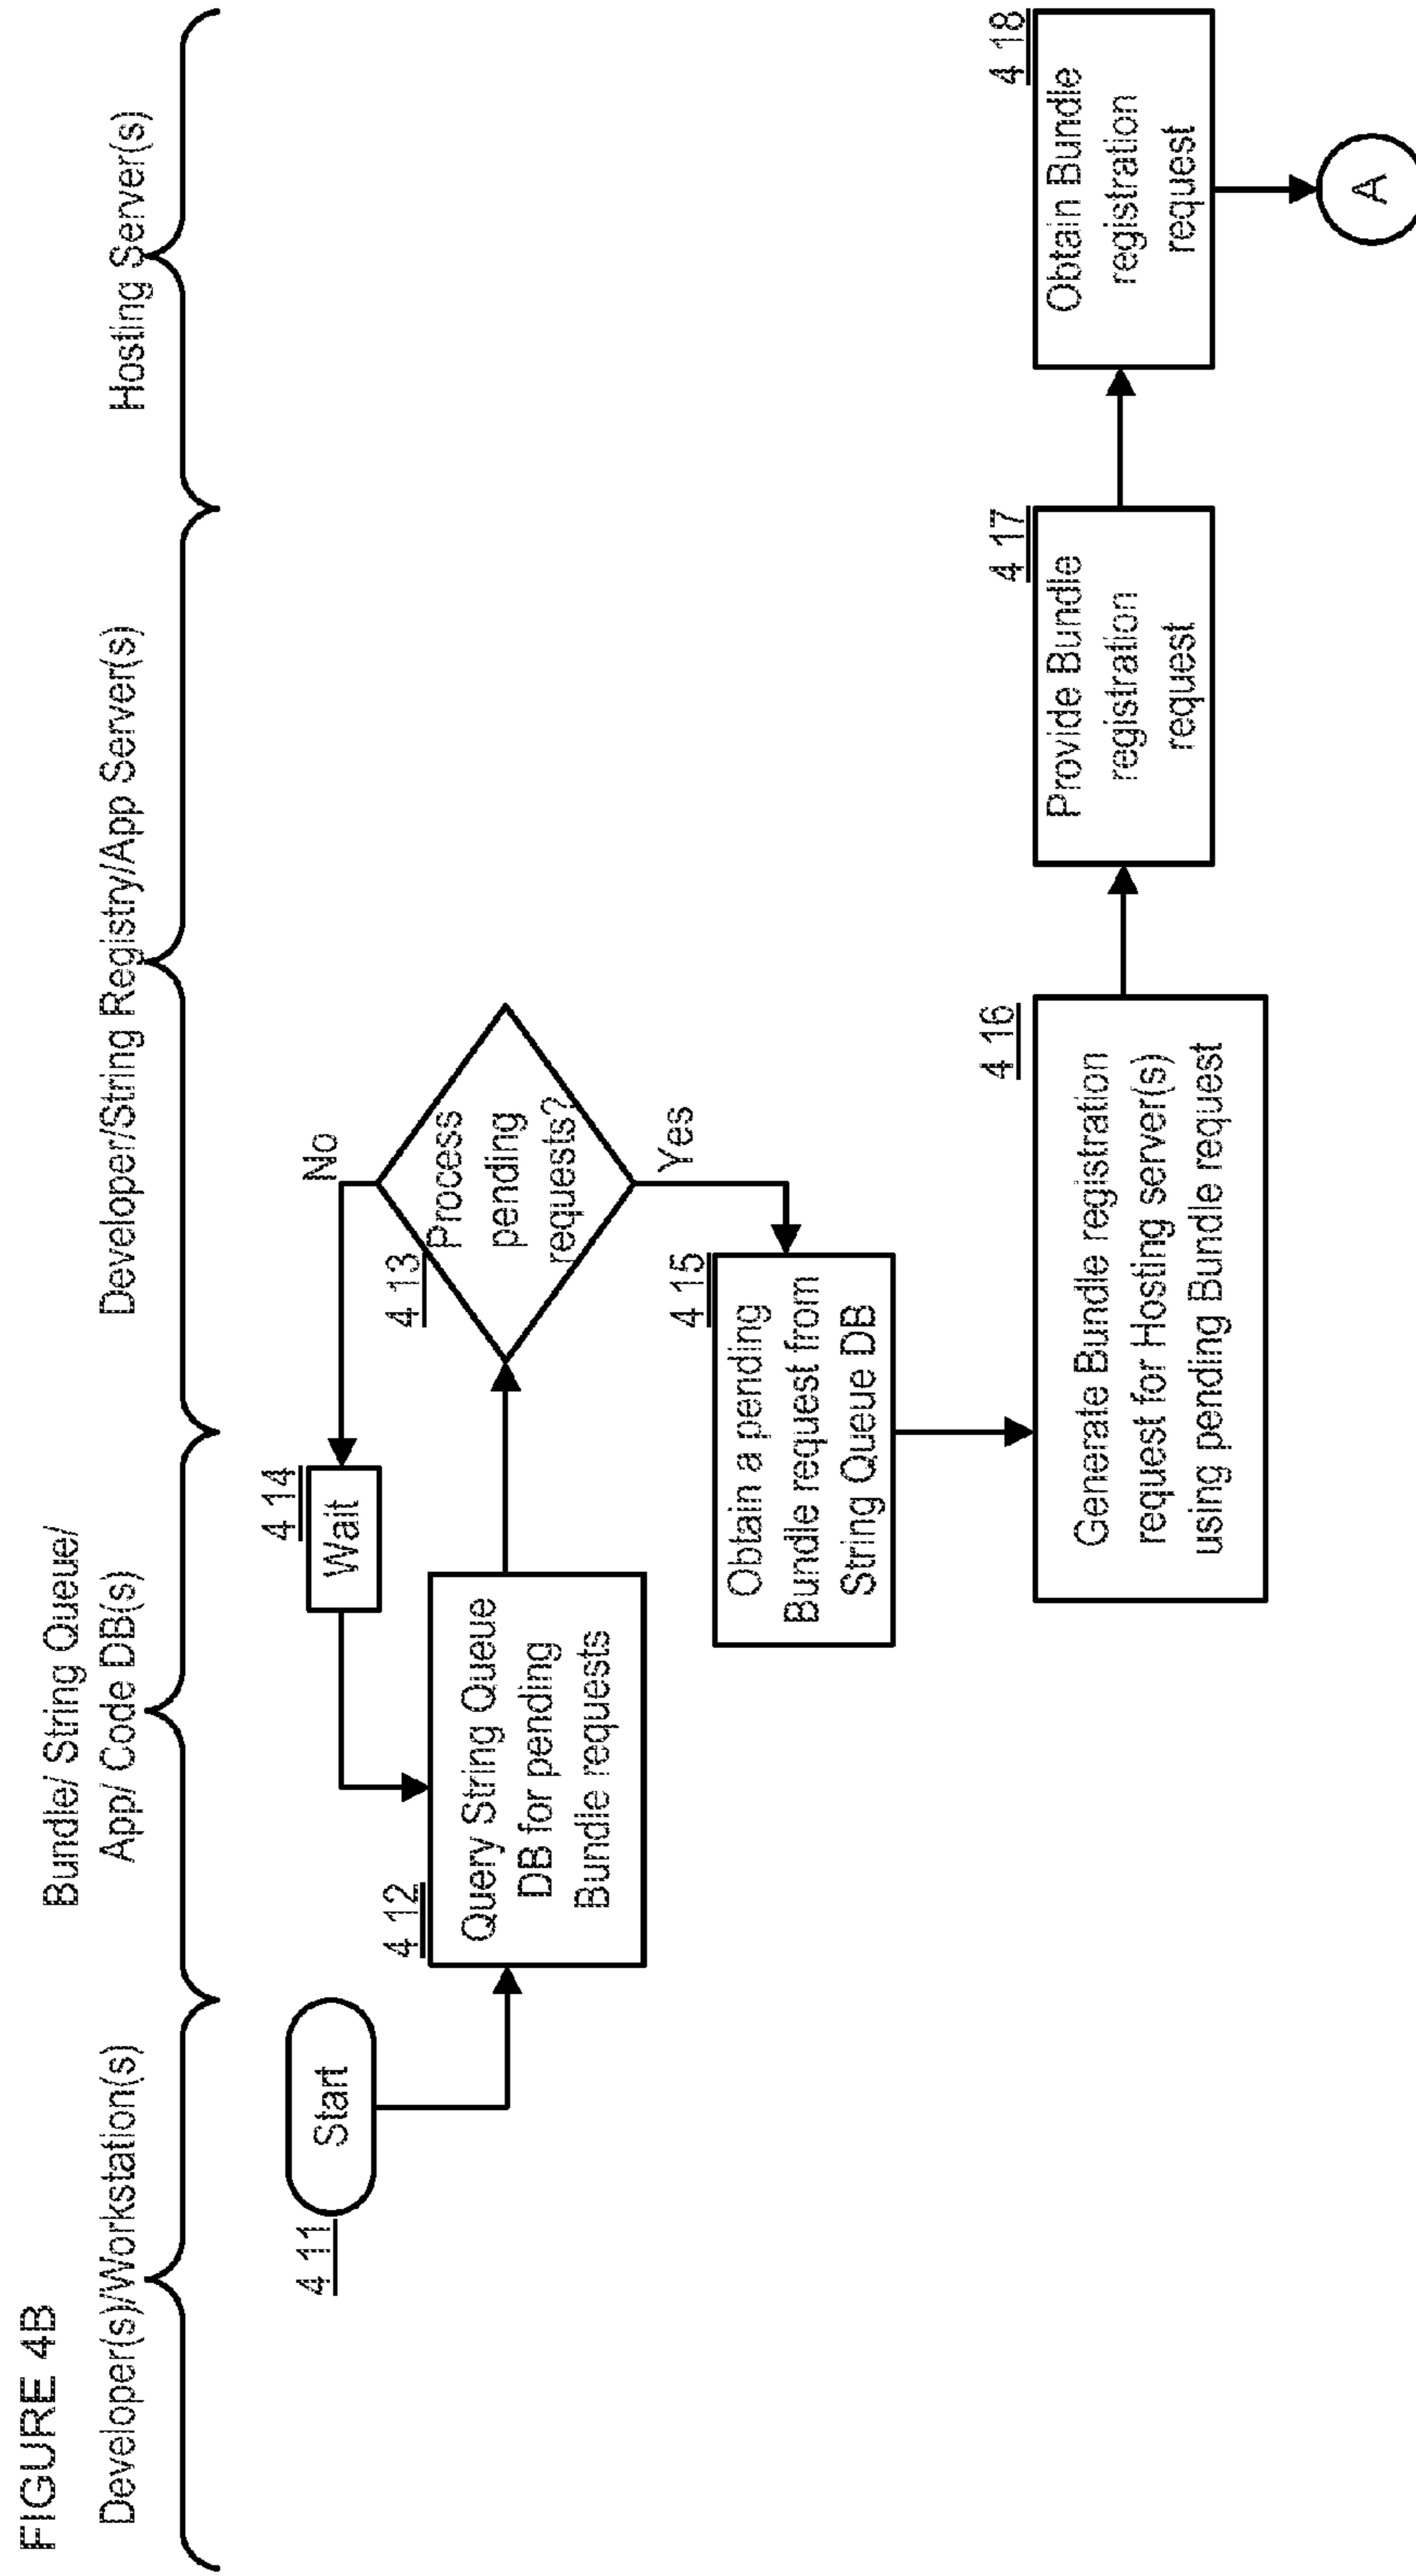 FIGURE 4B
Developer(s)/Workstation(s)
Bundle/ String Queue/
App/ Code DB(s)
Developer/String Registry/App Server(s)
Hosting Server(s)
4 11
Start
4 12
Query String Queue
DB for pending
Bundle requests
4 14
Wait
4 13
Process
pending
requests?
No
Yes
4 15
Obtain a pending
Bundle request from
String Queue DB
4 16
Generate Bundle registration
request for Hosting server(s)
using pending Bundle request
4 17
Provide Bundle
registration
request
4 18
Obtain Bundle
registration
request
A